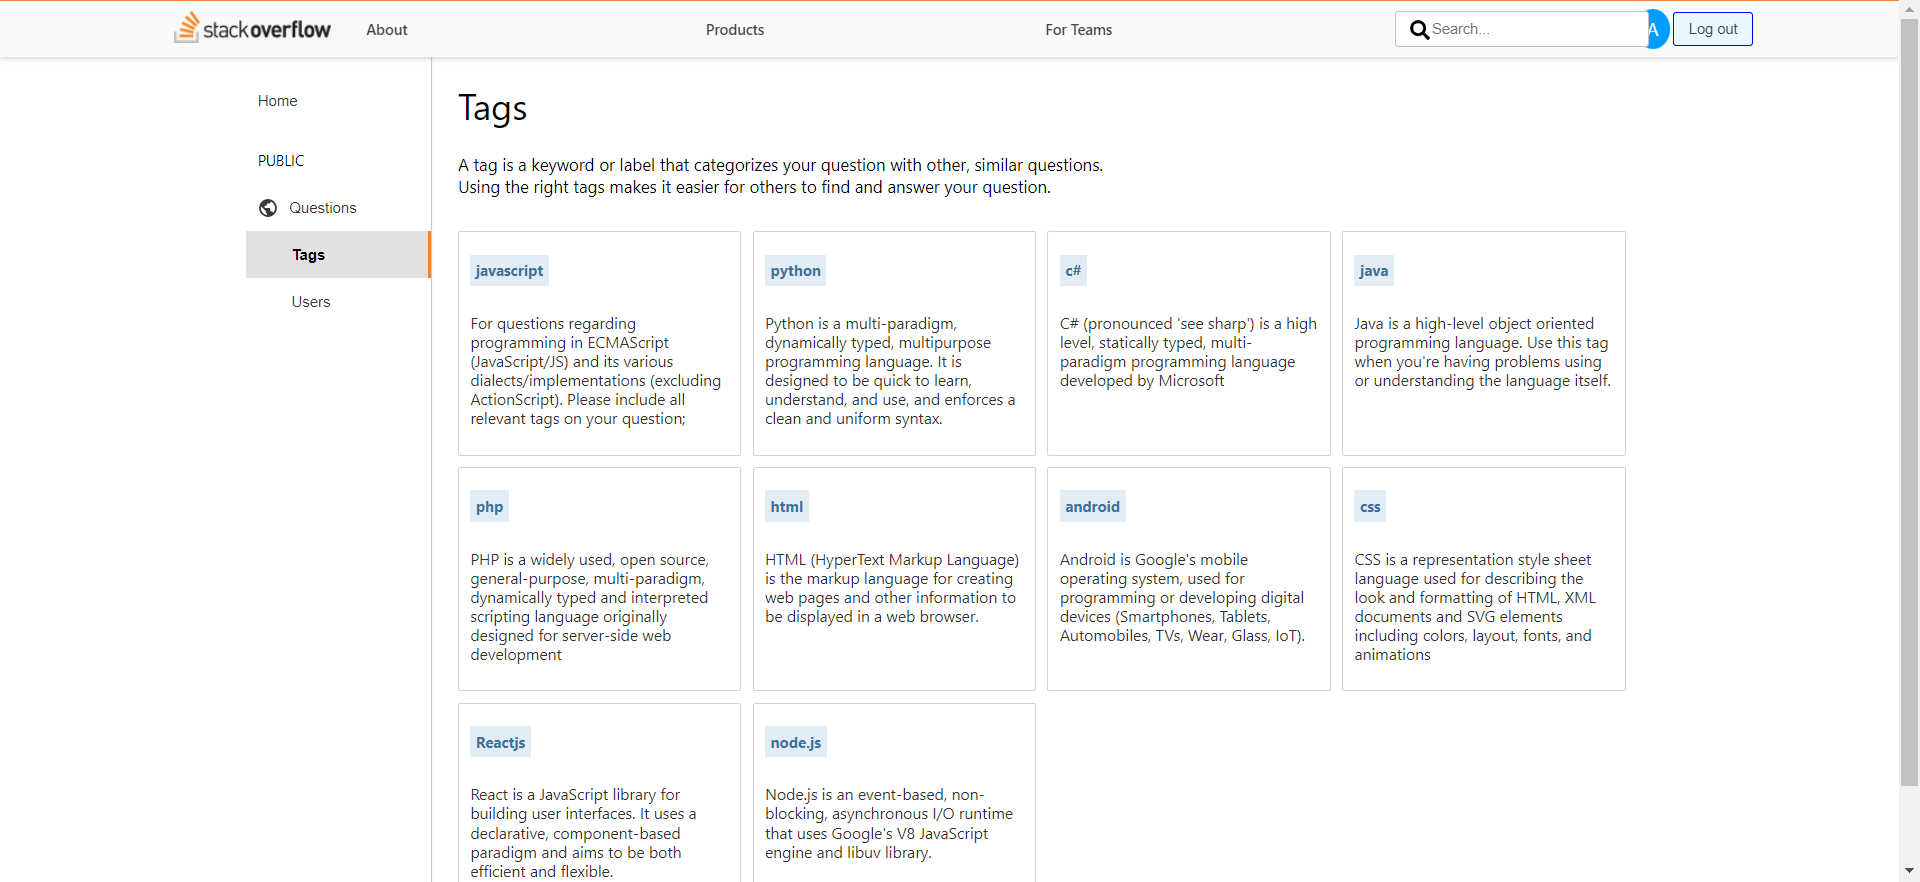 stackoverflow About Products For Teams Search... A Log out
Home
PUBLIC
Questions
Tags
Users
Tags
A tag is a keyword or label that categorizes your question with other, similar questions.
Using the right tags makes it easier for others to find and answer your question.
javascript
For questions regarding
programming in ECMAScript
(JavaScript/JS) and its various
dialects/implementations (excluding
ActionScript). Please include all
relevant tags on your question;
python
Python is a multi-paradigm,
dynamically typed, multipurpose
programming language. It is
designed to be quick to learn,
understand, and use, and enforces a
clean and uniform syntax.
c#
C# (pronounced 'see sharp') is a high
level, statically typed, multi-
paradigm programming language
developed by Microsoft
java
Java is a high-level object oriented
programming language. Use this tag
when you're having problems using
or understanding the language itself.
php
PHP is a widely used, open source,
general-purpose, multi-paradigm,
dynamically typed and interpreted
scripting language originally
designed for server-side web
development
html
HTML (HyperText Markup Language)
is the markup language for creating
web pages and other information to
be displayed in a web browser.
android
Android is Google's mobile
operating system, used for
programming or developing digital
devices (Smartphones, Tablets,
Automobiles, TVs, Wear, Glass, IoT).
css
CSS is a representation style sheet
language used for describing the
look and formatting of HTML, XML
documents and SVG elements
including colors, layout, fonts, and
animations
Reactjs
React is a JavaScript library for
building user interfaces. It uses a
declarative, component-based
paradigm and aims to be both
efficient and flexible.
node.js
Node.js is an event-based, non-
blocking, asynchronous I/O runtime
that uses Google's V8 JavaScript
engine and libuv library.